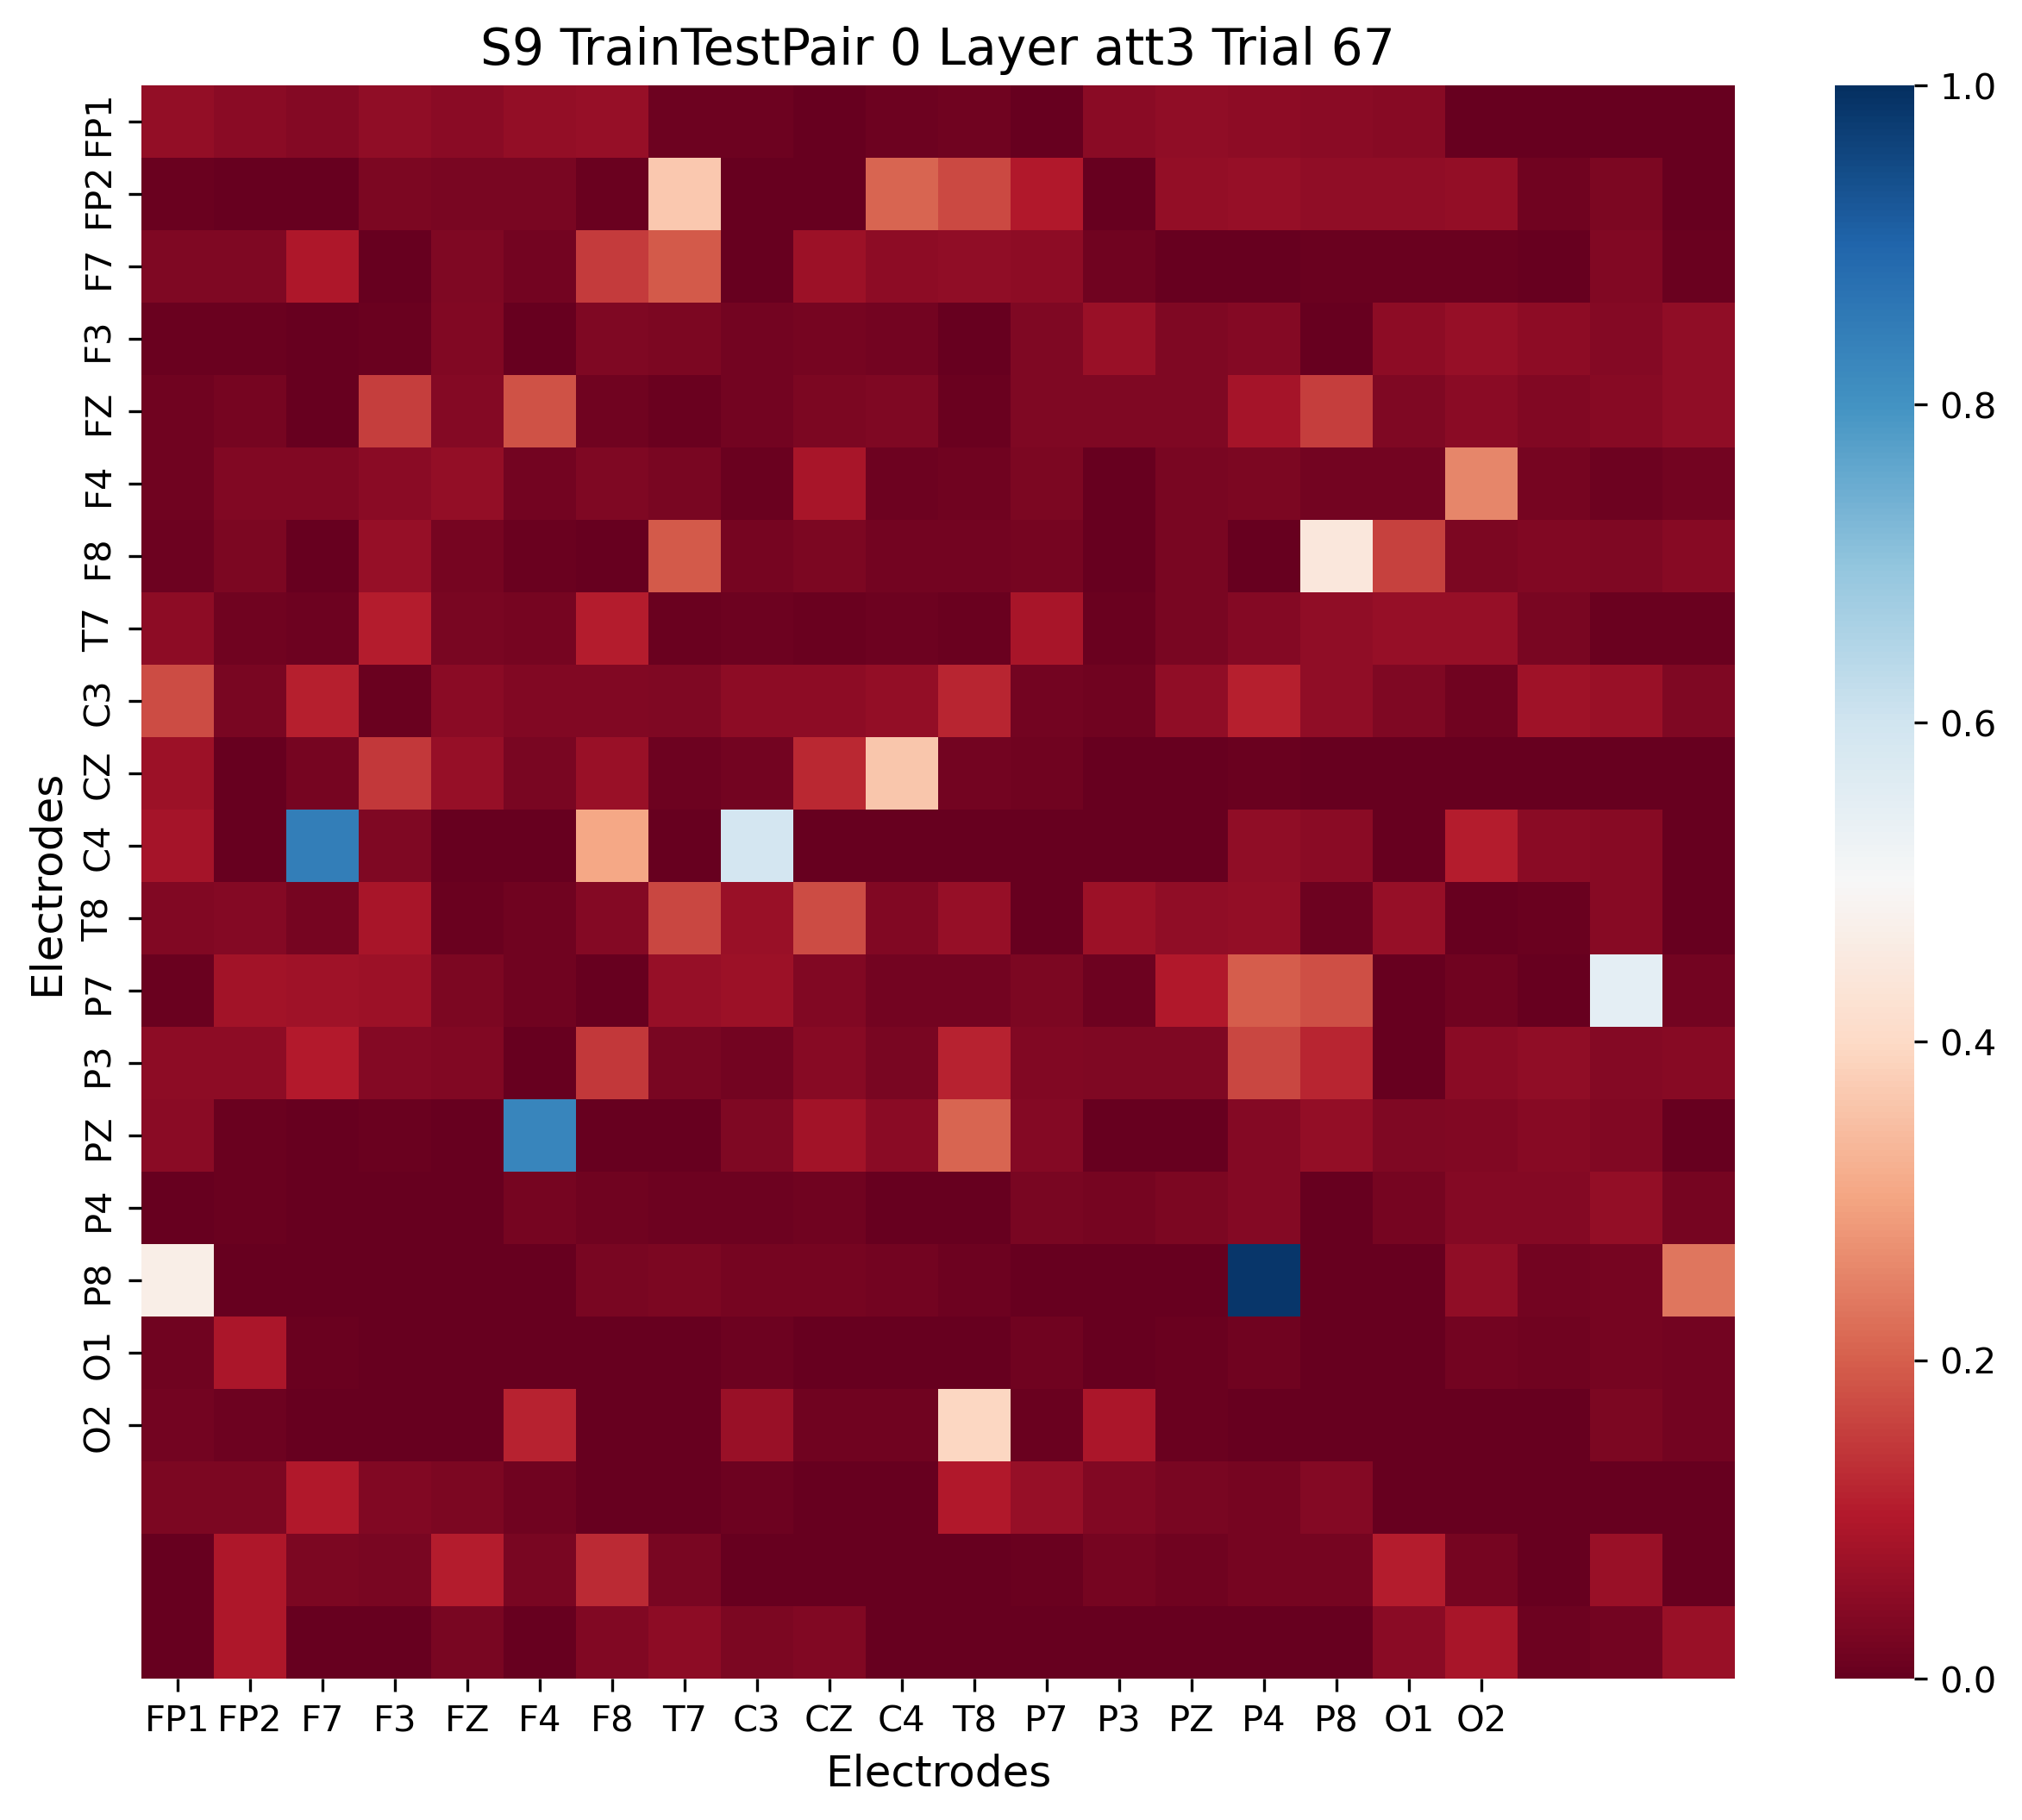 S9 TrainTestPair 0 Layer att3 Trial 67
Electrodes
FP1
FP2
F7
F3
FZ
F4
F8
T7
C3
CZ
C4
T8
P7
P3
PZ
P4
P8
O1
O2
1.0
0.8
0.6
0.4
0.2
0.0
FP1 FP2 F7 F3 FZ F4 F8 T7 C3 CZ C4 T8 P7 P3 PZ P4 P8 O1 O2
Electrodes